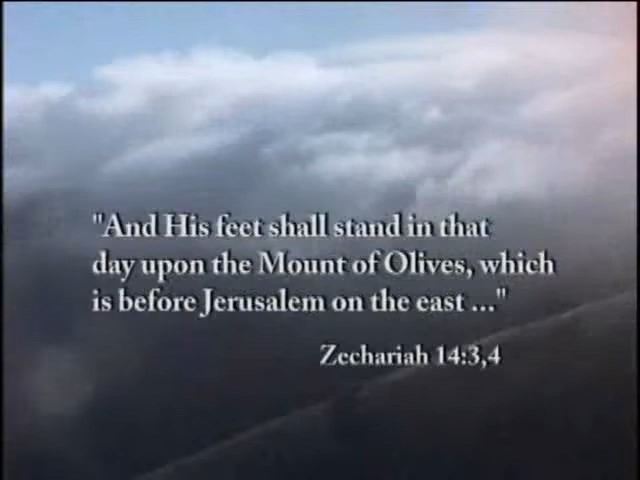 "And His feet shall stand in that
day upon the Mount of Olives, which
is before Jerusalem on the east ..."
Zechariah 14:3,4